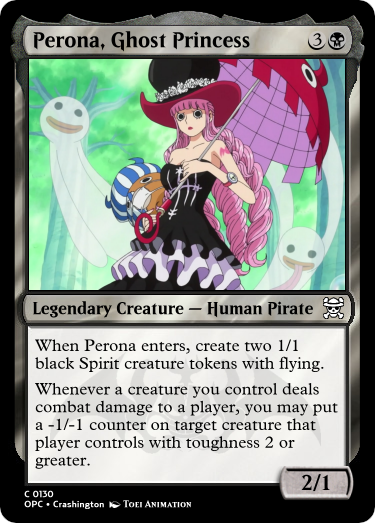 Perona, Ghost Princess 3
Legendary Creature — Human Pirate
When Perona enters, create two 1/1
black Spirit creature tokens with flying.
Whenever a creature you control deals
combat damage to a player, you may put
a -1/-1 counter on target creature that
player controls with toughness 2 or
greater.
2/1
C 0130
OPC • Crashington TOEI ANIMATION